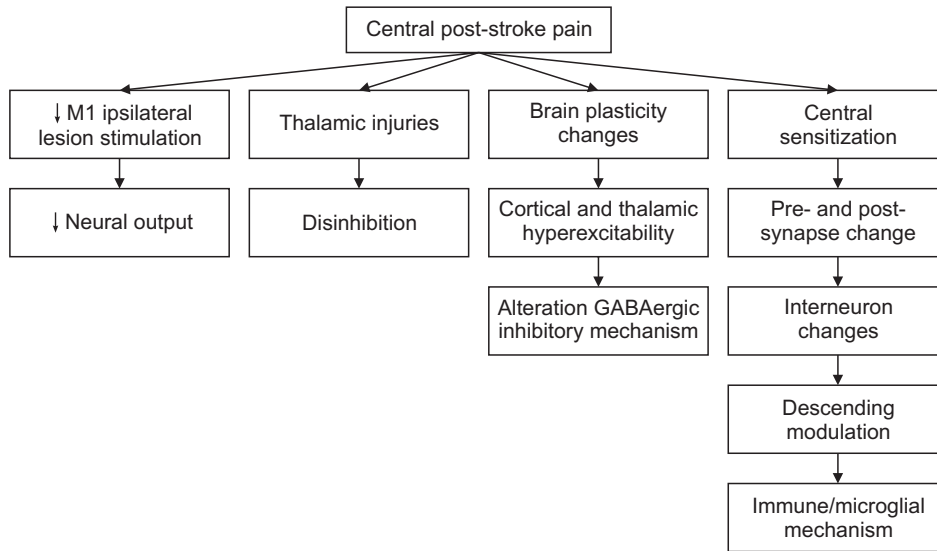 Central post-stroke pain
↓ M1 ipsilateral
lesion stimulation
Thalamic injuries
Brain plasticity
changes
Central
sensitization
↓ Neural output
Disinhibition
Cortical and thalamic
hyperexcitability
Pre- and post-
synapse change
Alteration GABAergic
inhibitory mechanism
Interneuron
changes
Descending
modulation
Immune/microglial
mechanism